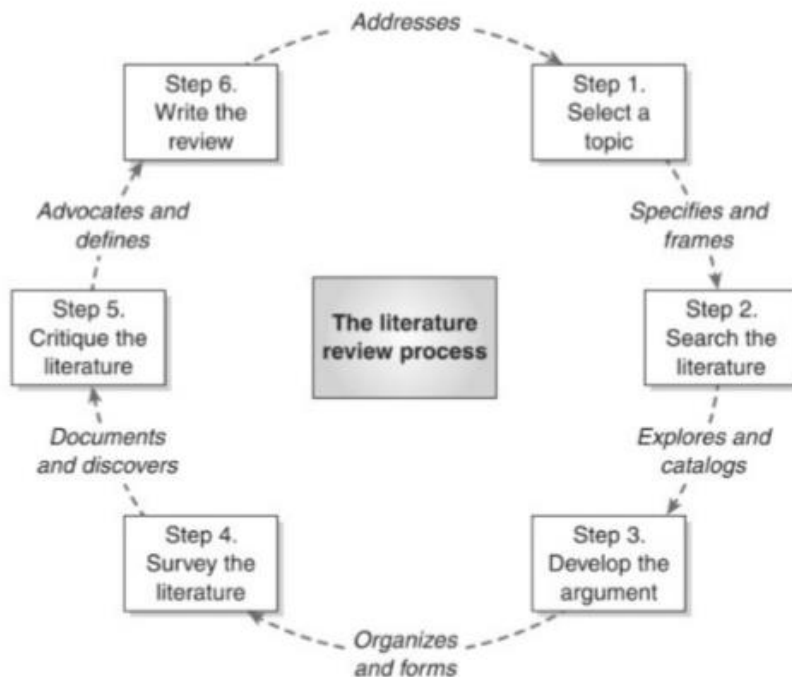 Addresses
Step 6.
Write the
review
Step 1.
Select a
topic
Advocates and
defines
Specifies and
frames
Step 5.
Critique the
literature
The literature
review process
Step 2.
Search the
literature
Documents
and discovers
Explores and
catalogs
Step 4.
Survey the
literature
Step 3.
Develop the
argument
Organizes
and forms